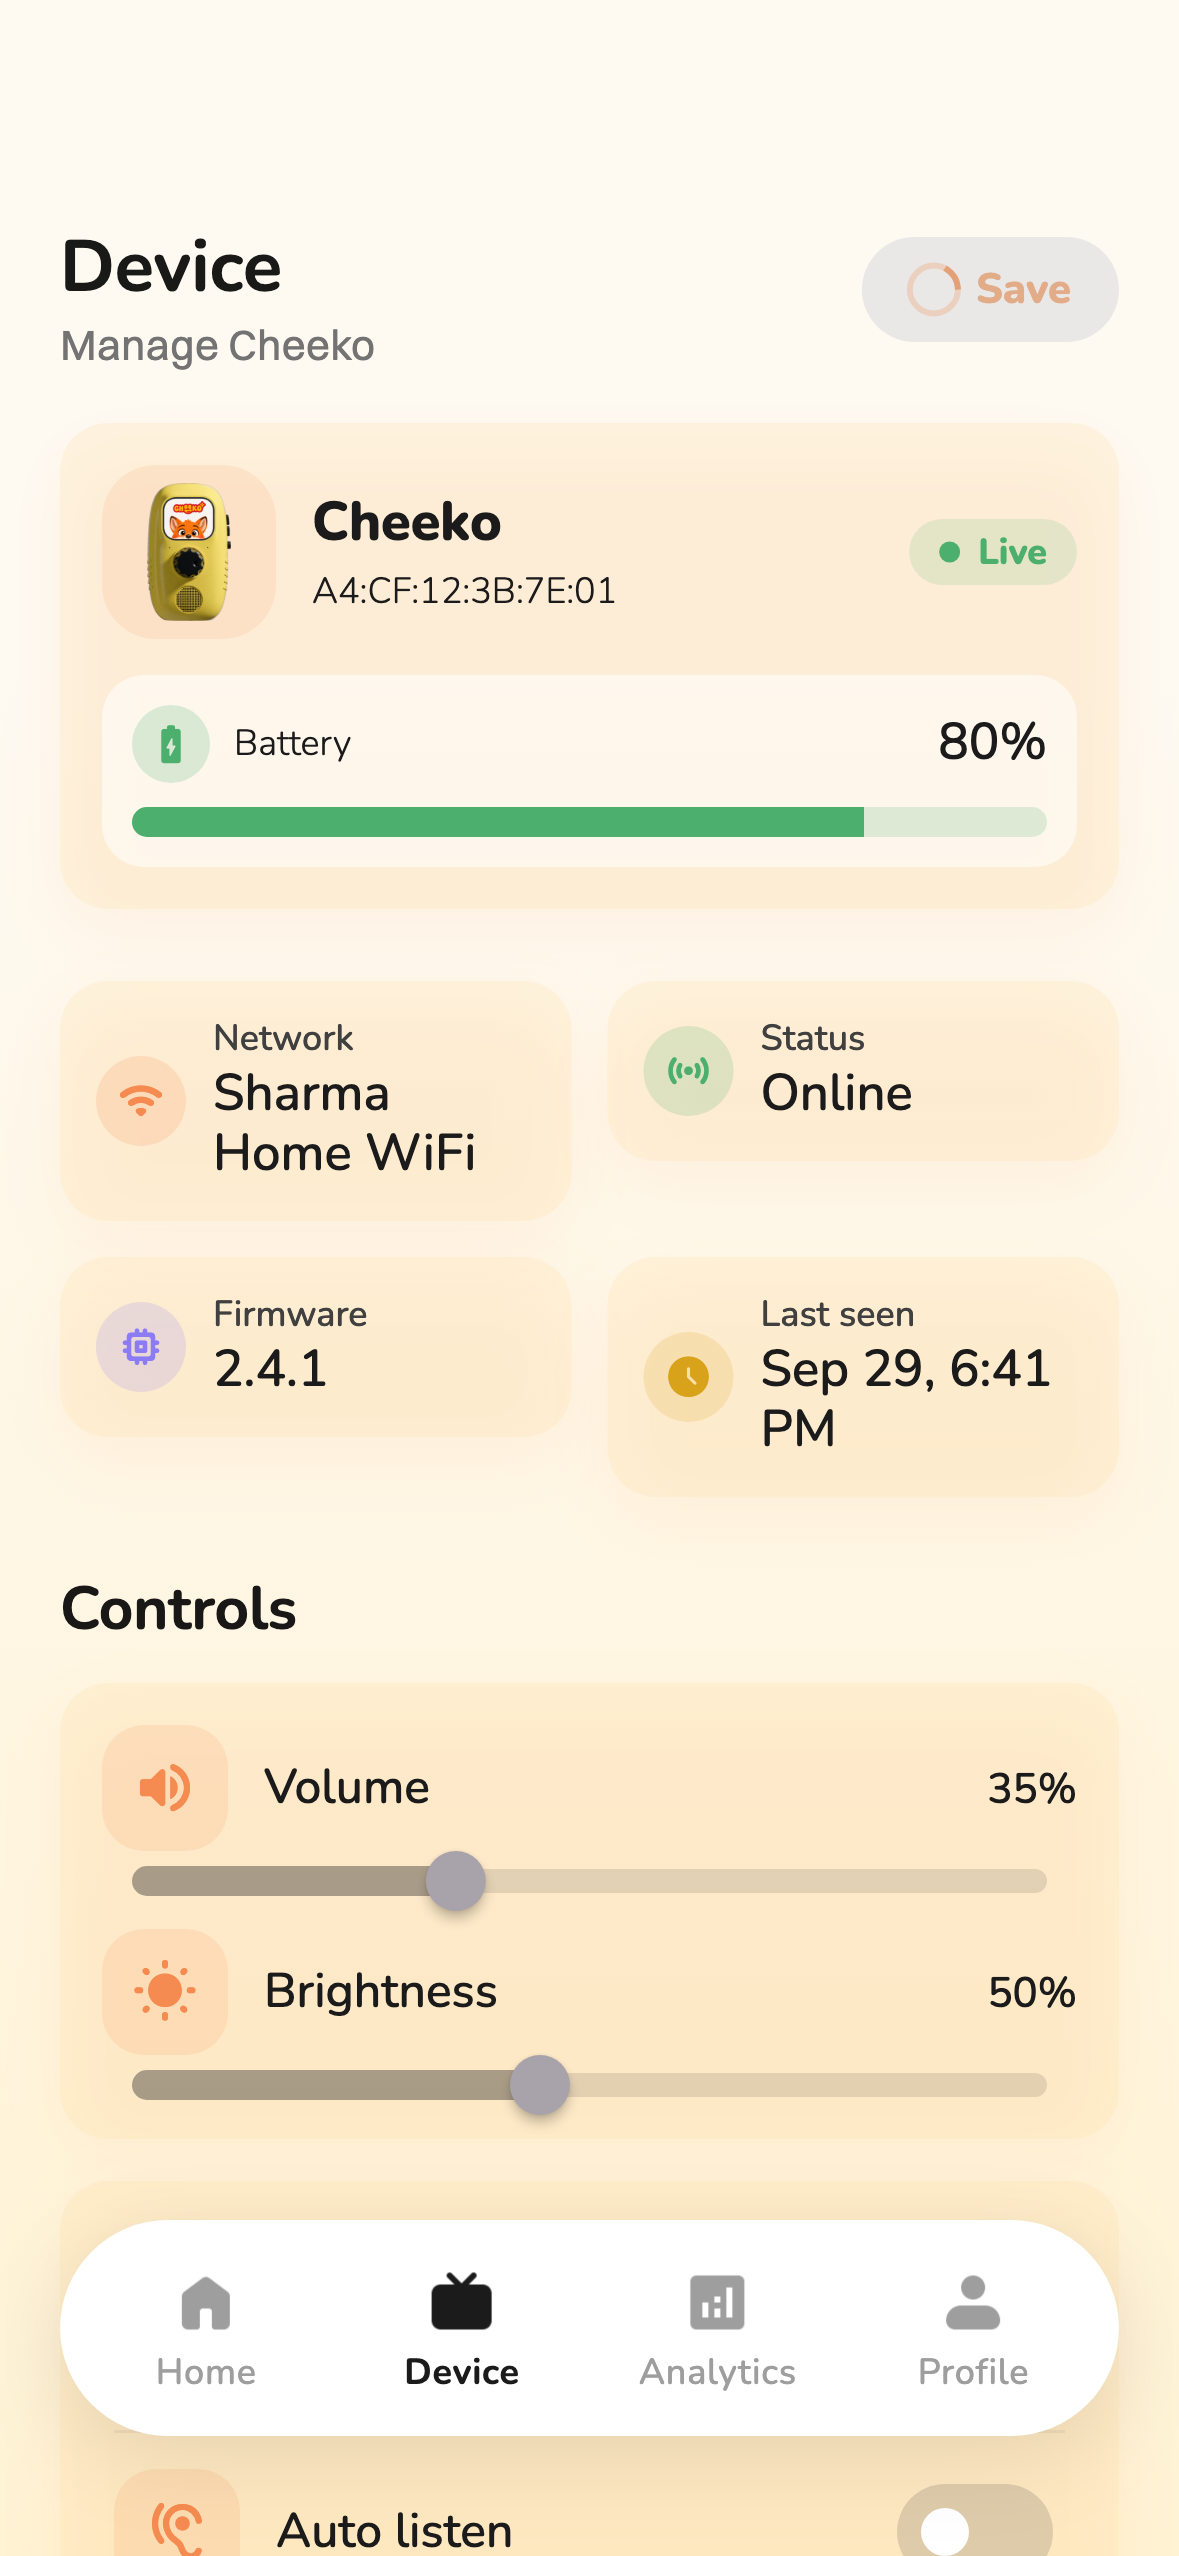 Device
Save
Manage Cheeko
CHEEKO
Cheeko
A4:CF:12:3B:7E:01
Live
Battery
80%
Network
Sharma
Home WiFi
Status
Online
Firmware
2.4.1
Last seen
Sep 29, 6:41
PM
Controls
Volume
35%
Brightness
50%
Home
Device
Analytics
Profile
Auto listen